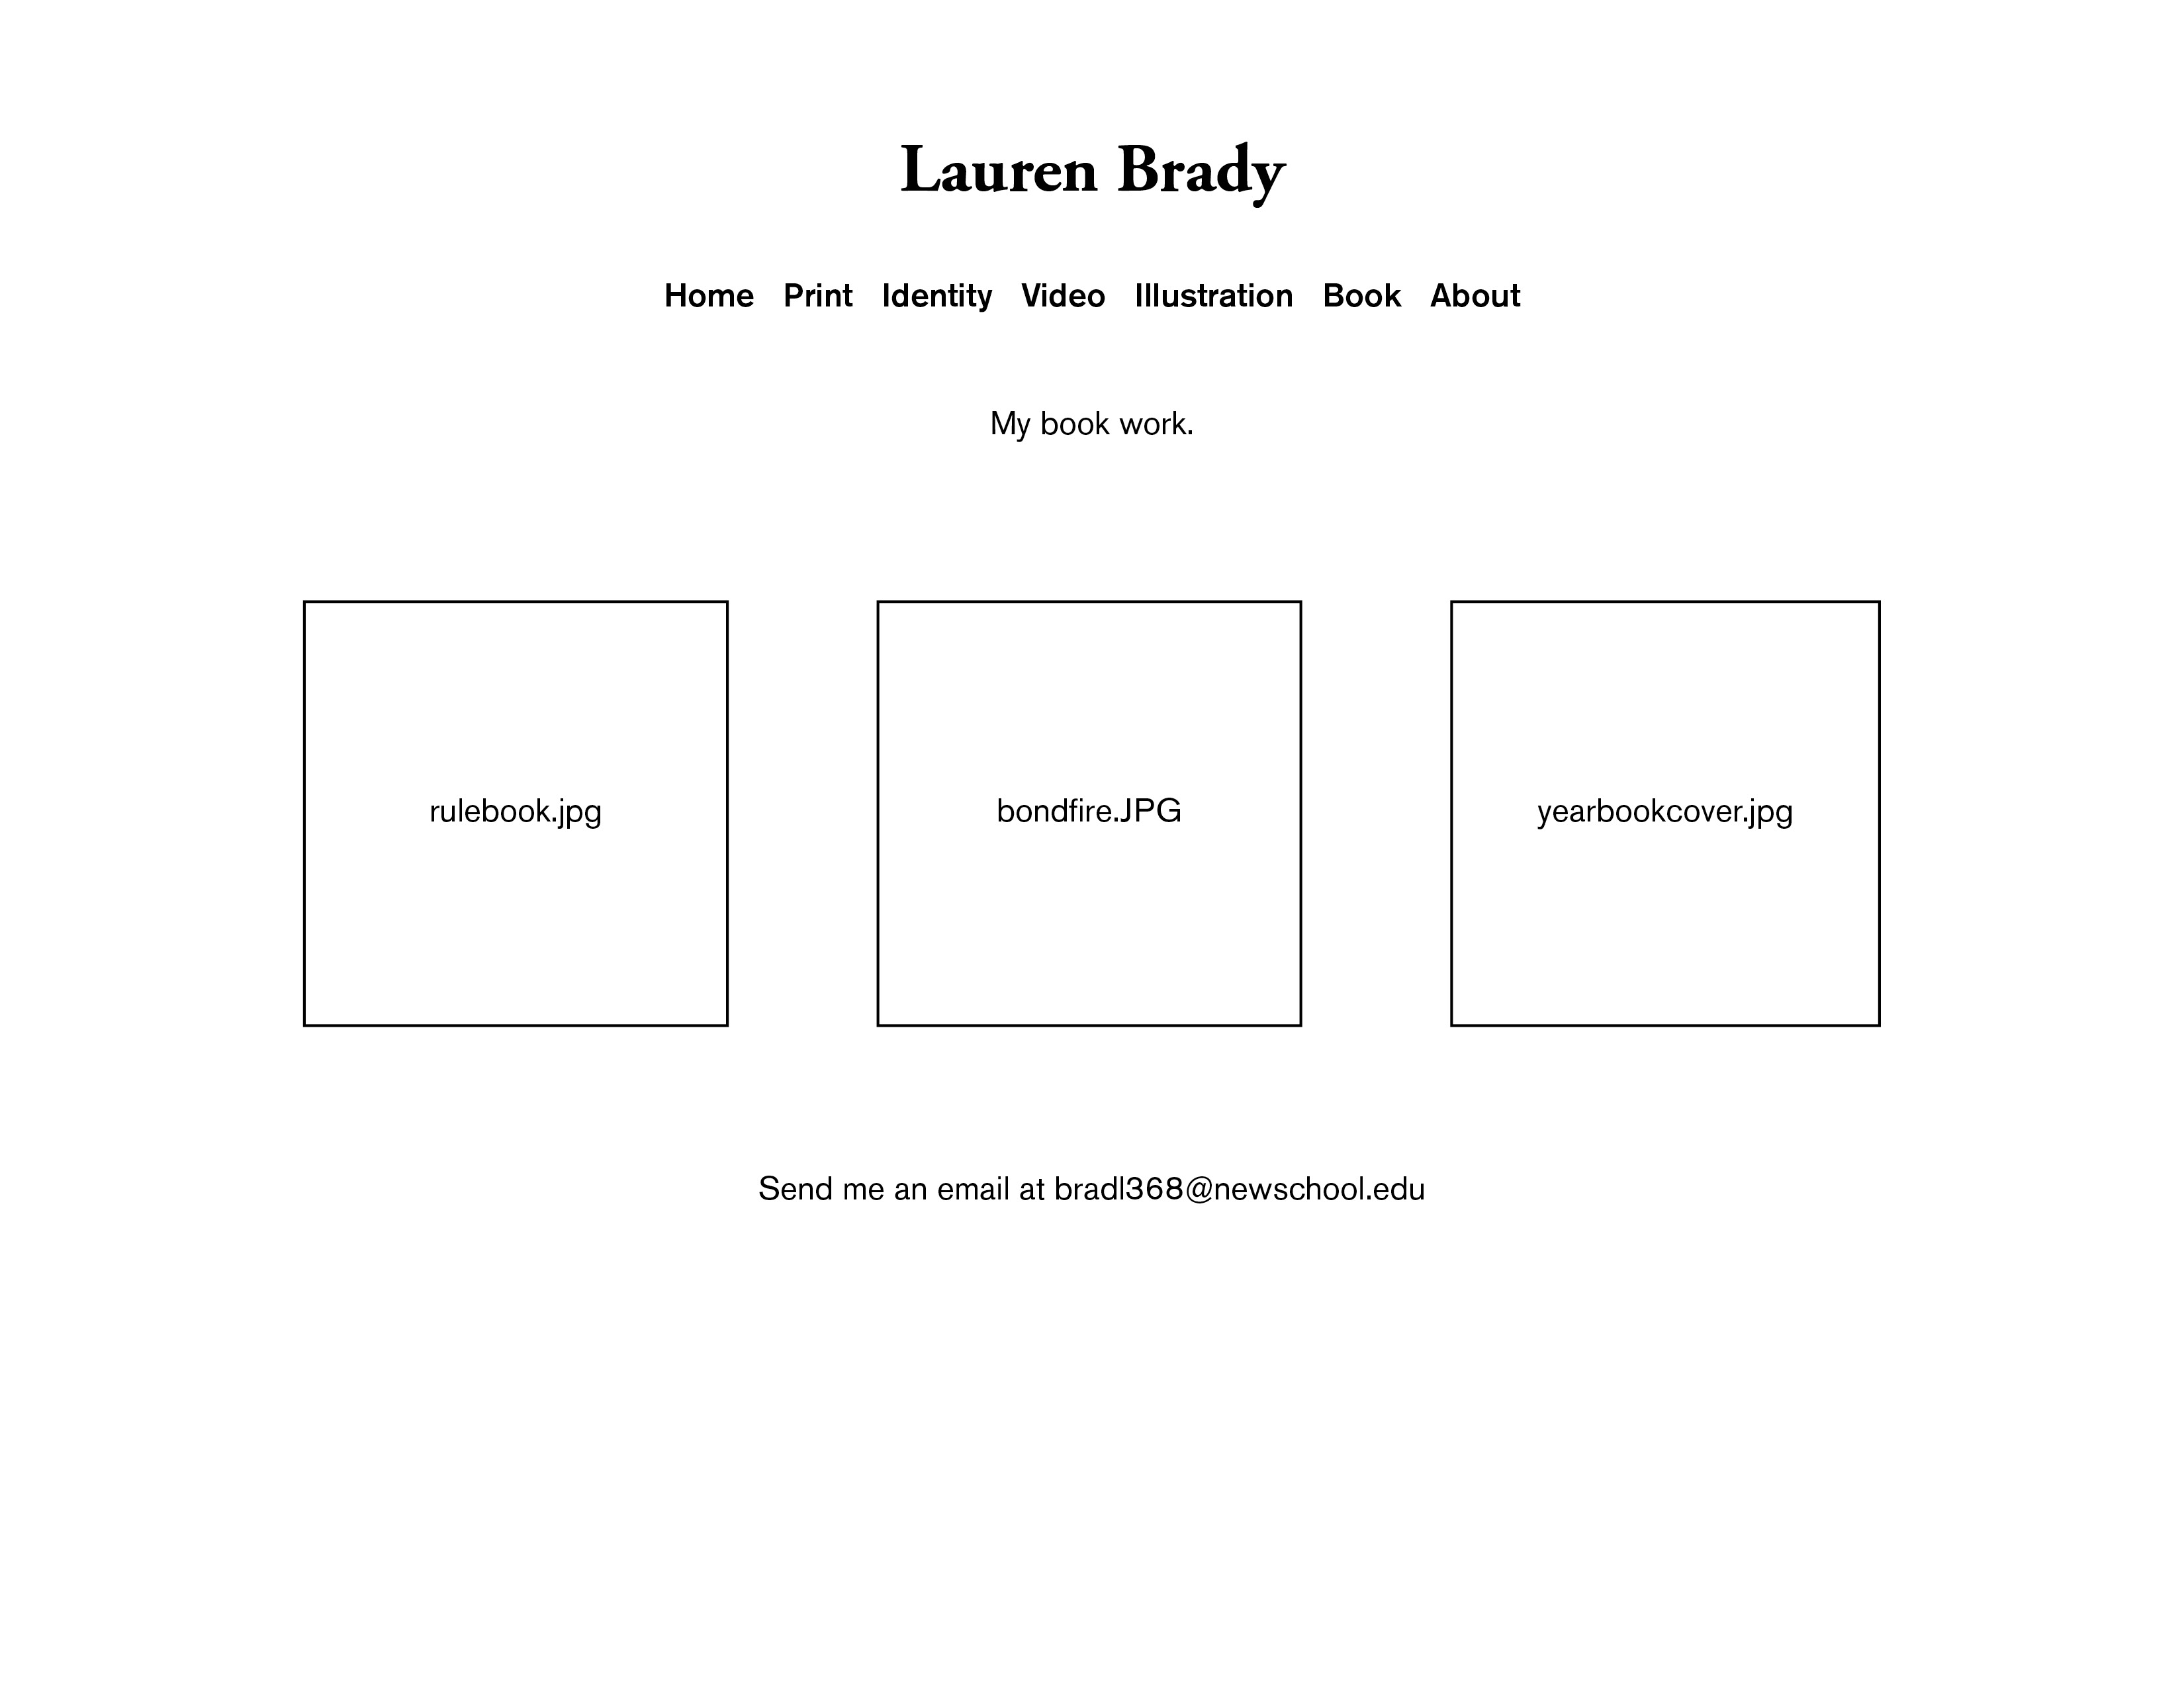 Lauren Brady
Home Print Identity Video Illustration Book About
My book work.
rulebook.jpg bondfire.JPG yearbookcover.jpg
Send me an email at bradl368@newschool.edu